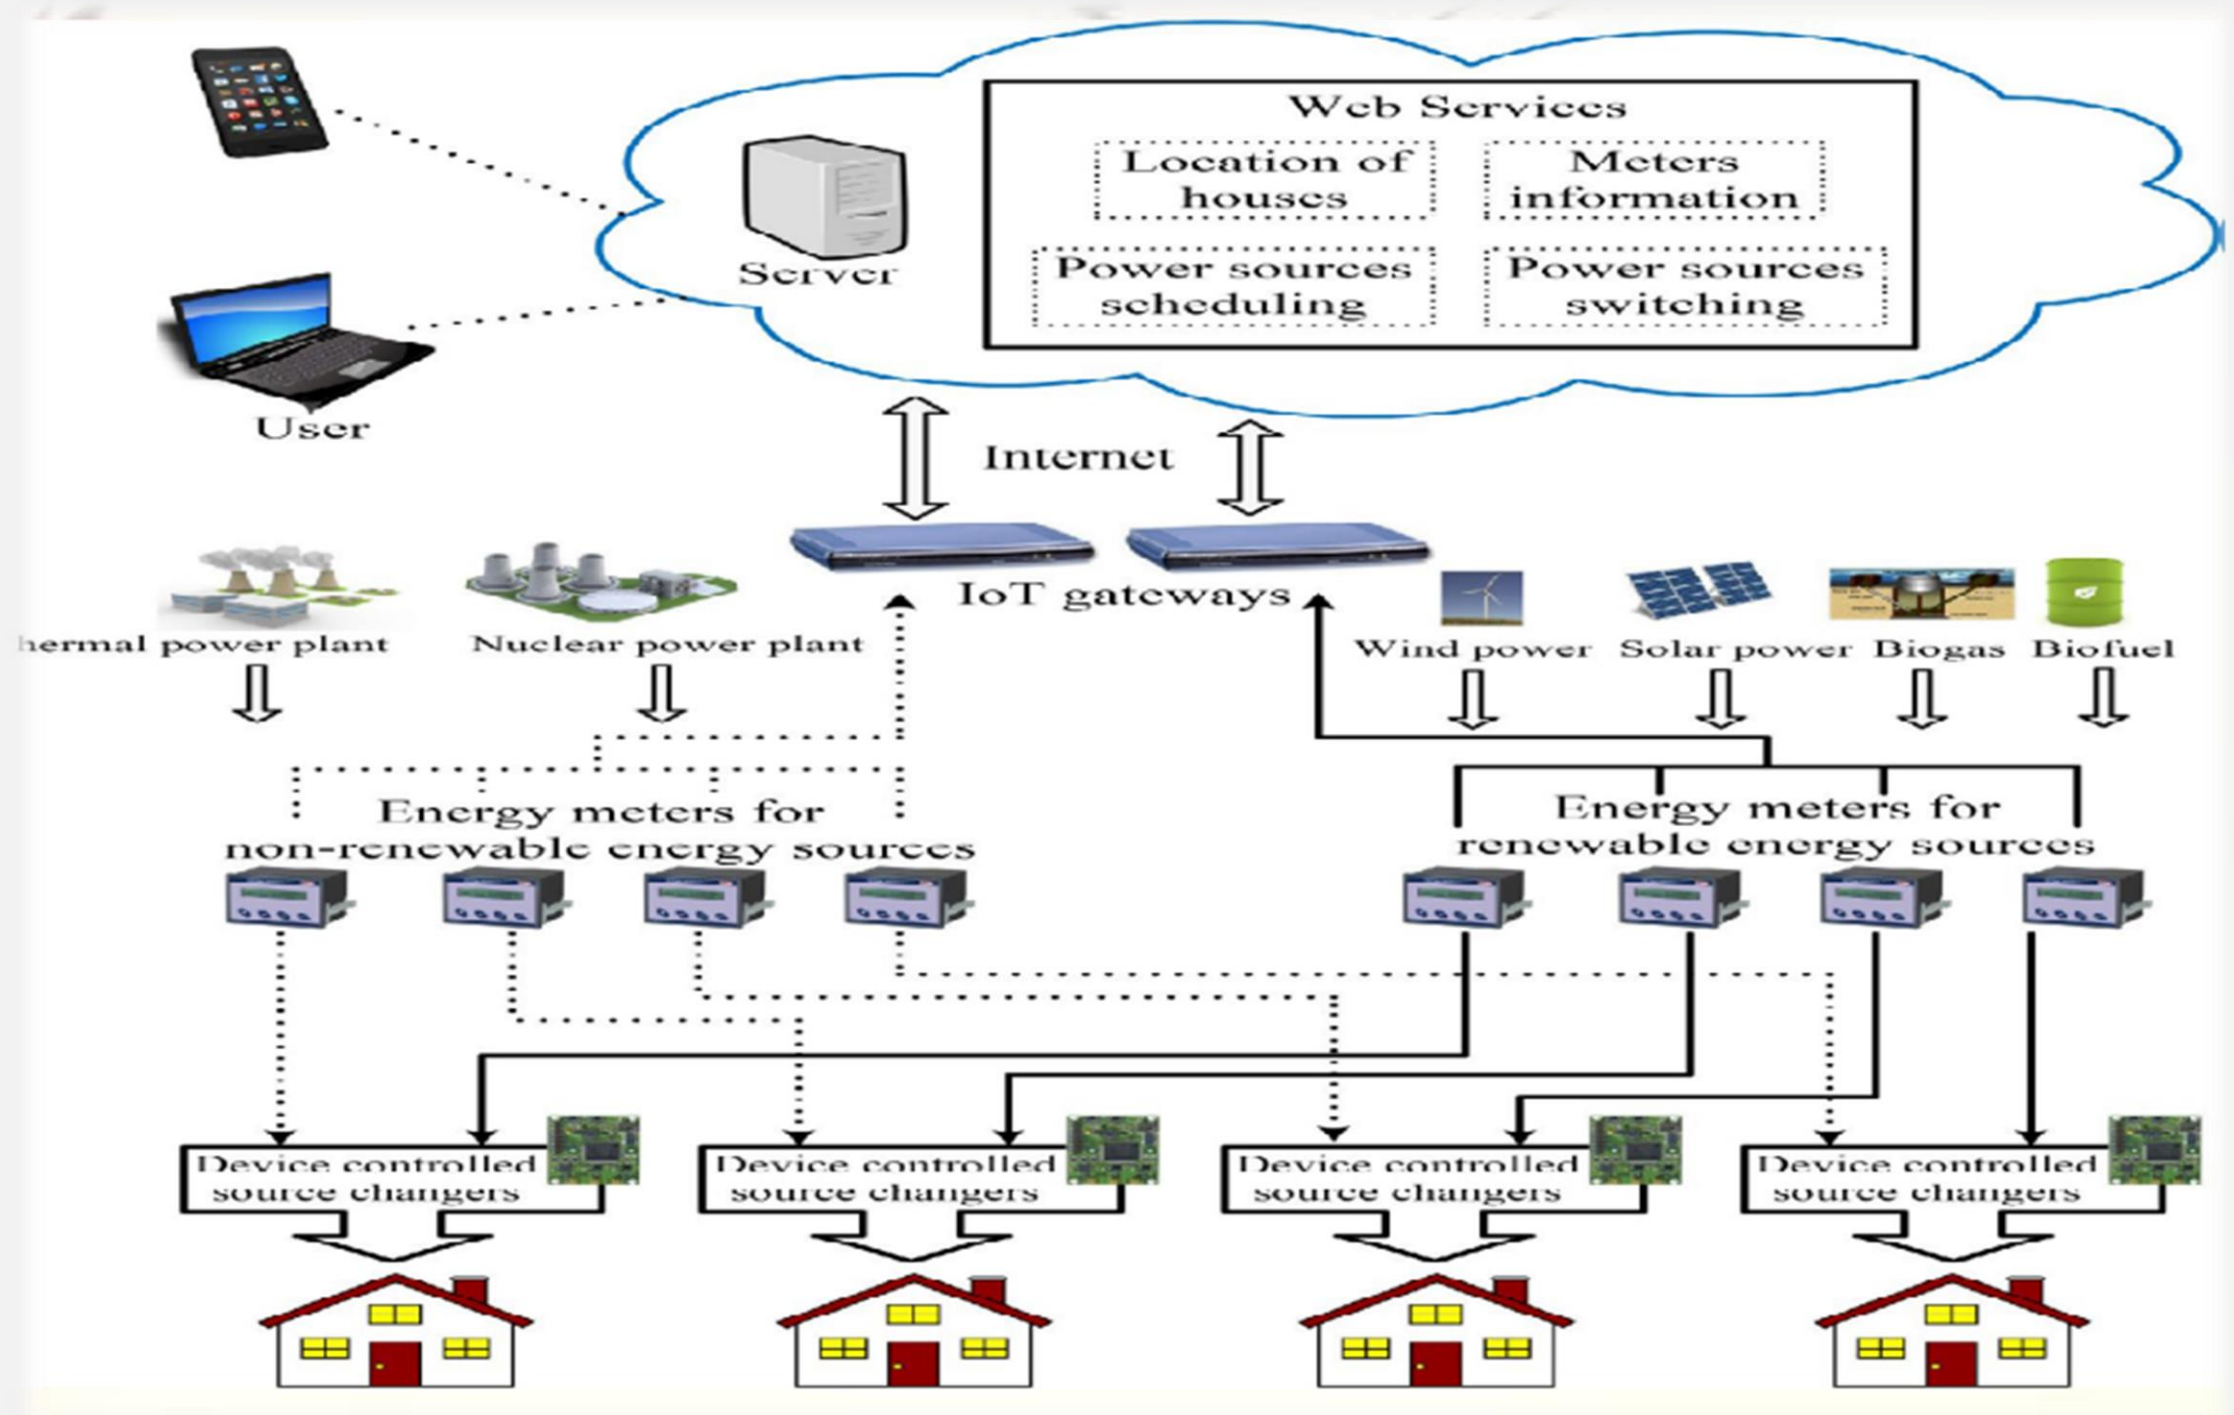 Web Services
Location of
houses
Meters
information
Power sources
scheduling
Power sources
switching
Server
User
Internet
IoT gateways
hermal power plant
Nuclear power plant
Wind power
Solar power
Biogas
Biofuel
Energy meters for
non-renewable energy sources
Energy meters for
renewable energy sources
Device controlled
source changers
Device controlled
source changers
Device controlled
source changers
Device controlled
source changers